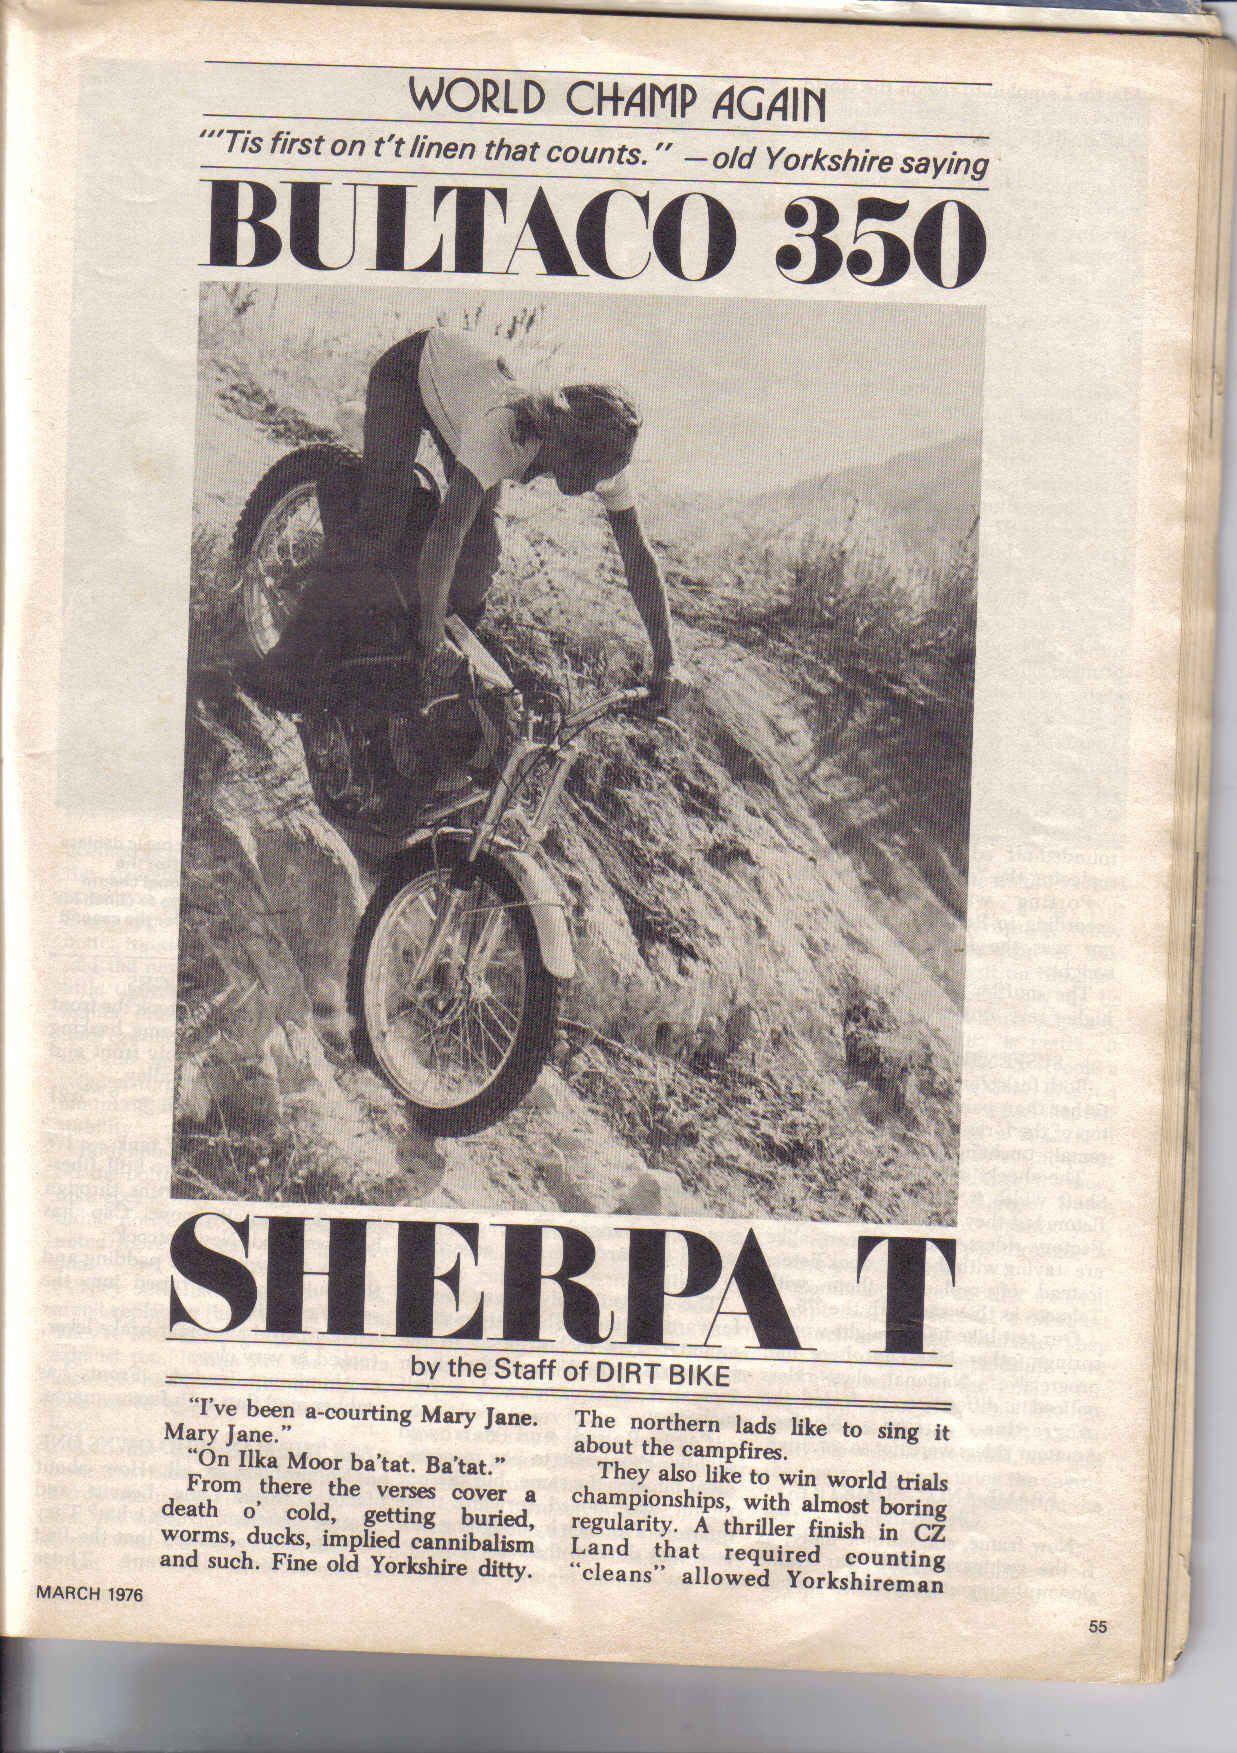 WORLD CHAMP AGAIN
"'Tis first on t't linen that counts." —old Yorkshire saying
BULTACO 350
SHERPA T
by the Staff of DIRT BIKE
"I've been a-courting Mary Jane.
Mary Jane."
"On Ilka Moor ba'tat. Ba'tat."
From there the verses cover a
death o' cold, getting buried,
worms, ducks, implied cannibalism
and such. Fine old Yorkshire ditty.
The northern lads like to sing it
about the campfires.
They also like to win world trials
championships, with almost boring
regularity. A thriller finish in CZ
Land that required counting
"cleans" allowed Yorkshireman
MARCH 1976
55